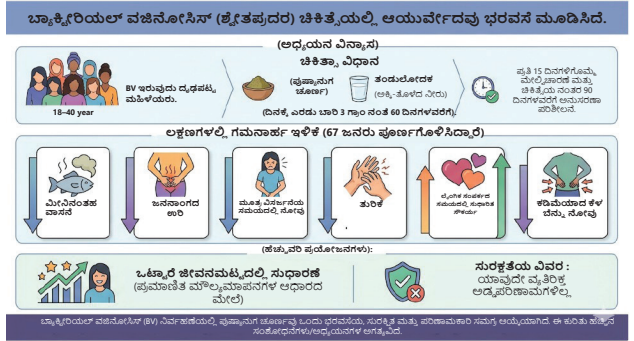 ಬ್ಯಾಕ್ಟೀರಿಯಲ್ ವಜಿನೋಸಿಸ್ (ಶ್ವೇತಪ್ರದರ) ಚಿಕಿತ್ಸೆಯಲ್ಲಿ ಆಯುರ್ವೇದವು ಭರವಸೆ ಮೂಡಿಸಿದೆ.
(ಅಧ್ಯಯನ ವಿನ್ಯಾಸ)
ಚಿಕಿತ್ಸಾ ವಿಧಾನ
BV ಇರುವುದು ದೃಢಪಟ್ಟ
ಮಹಿಳೆಯರು.
18–40 year
(ಪುಷ್ಯಾನುಗ
ಚೂರ್ಣ)
ತಂಡುಲೋದಕ
(ಅಕ್ಕಿ-ತೊಳೆದ ನೀರು)
(ದಿನಕ್ಕೆ ಎರಡು ಬಾರಿ 3 ಗ್ರಾಂ ನಂತೆ 60 ದಿನಗಳವರೆಗೆ).
ಪ್ರತಿ 15 ದಿನಗಳಿಗೊಮ್ಮೆ
ಮೇಲ್ವಿಚಾರಣೆ ಮತ್ತು
ಚಿಕಿತ್ಸೆಯ ನಂತರ 90
ದಿನಗಳವರೆಗೆ ಅನುಸರಣಾ
ಪರಿಶೀಲನೆ.
ಲಕ್ಷಣಗಳಲ್ಲಿ ಗಮನಾರ್ಹ ಇಳಿಕೆ (67 ಜನರು ಪೂರ್ಣಗೊಳಿಸಿದ್ದಾರೆ)
ಮೀನಿನಂತಹ
ವಾಸನೆ
ಜನನಾಂಗದ
ಉರಿ
ಮೂತ್ರ ವಿಸರ್ಜನೆಯ
ಸಮಯದಲ್ಲಿ ನೋವು
ತುರಿಕೆ
ಲೈಂಗಿಕ ಸಂಪರ್ಕದ
ಸಮಯದಲ್ಲಿ ಸುಧಾರಿತ
ಸೌಕರ್ಯ
ಕಡಿಮೆಯಾದ ಕೆಳ
ಬೆನ್ನು ನೋವು
(ಹೆಚ್ಚುವರಿ ಪ್ರಯೋಜನಗಳು):
ಒಟ್ಟಾರೆ ಜೀವನಮಟ್ಟದಲ್ಲಿ ಸುಧಾರಣೆ
(ಪ್ರಮಾಣಿತ ಮೌಲ್ಯಮಾಪನಗಳ ಆಧಾರದ
ಮೇಲೆ)
ಸುರಕ್ಷತೆಯ ವಿವರ :
ಯಾವುದೇ ವ್ಯತಿರಿಕ್ತ
ಅಡ್ಡಪರಿಣಾಮಗಳಿಲ್ಲ
ಬ್ಯಾಕ್ಟೀರಿಯಲ್ ವಜಿನೋಸಿಸ್ (BV) ನಿರ್ವಹಣೆಯಲ್ಲಿ ಪುಷ್ಯಾನುಗ ಚೂರ್ಣವು ಒಂದು ಭರವಸೆಯ, ಸುರಕ್ಷಿತ ಮತ್ತು ಪರಿಣಾಮಕಾರಿ ಸಮಗ್ರ ಆಯ್ಕೆಯಾಗಿದೆ. ಈ ಕುರಿತು ಹೆಚ್ಚಿನ
ಸಂಶೋಧನೆಗಳು/ಅಧ್ಯಯನಗಳ ಅಗತ್ಯವಿದೆ.